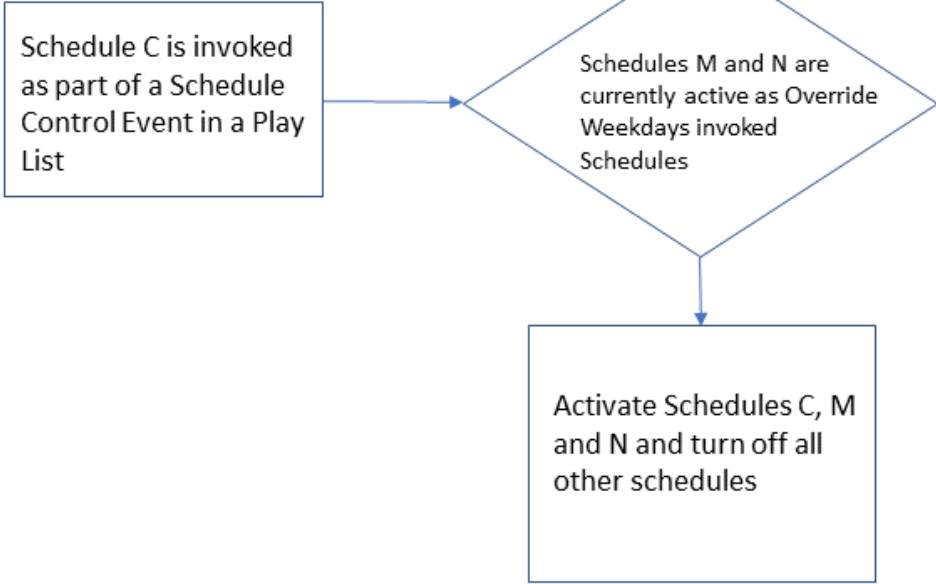 Schedule C is invoked
as part of a Schedule
Control Event in a Play
List
Schedules M and N are
currently active as Override
Weekdays invoked
Schedules
Activate Schedules C, M
and N and turn off all
other schedules